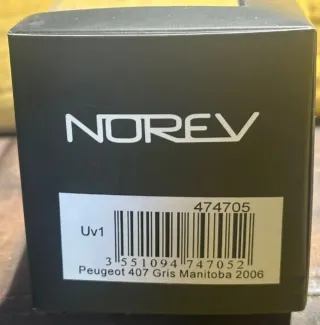 NOREV
474705
Uv1
3 551094 747052
Peugeot 407 Gris Manitoba 2006